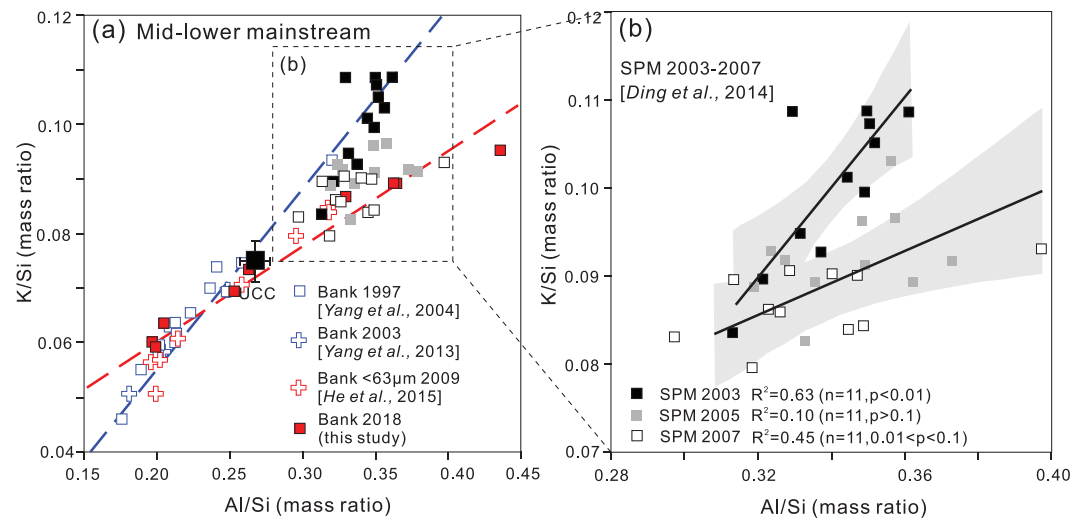 (a) Mid-lower mainstream
(b)
K/Si (mass ratio)
0.12
0.10
0.08
0.06
0.04
UCC
Bank 1997
[Yang et al., 2004]
Bank 2003
[Yang et al., 2013]
Bank <63μm 2009
[He et al., 2015]
Bank 2018
(this study)
0.15 0.20 0.25 0.30 0.35 0.40 0.45
Al/Si (mass ratio)
(b)
SPM 2003-2007
[Ding et al., 2014]
K/Si (mass ratio)
0.12
0.11
0.10
0.09
0.08
0.07
SPM 2003 R²=0.63 (n=11,p<0.01)
SPM 2005 R²=0.10 (n=11,p>0.1)
SPM 2007 R²=0.45 (n=11,0.01<p<0.1)
0.28 0.32 0.36 0.40
Al/Si (mass ratio)